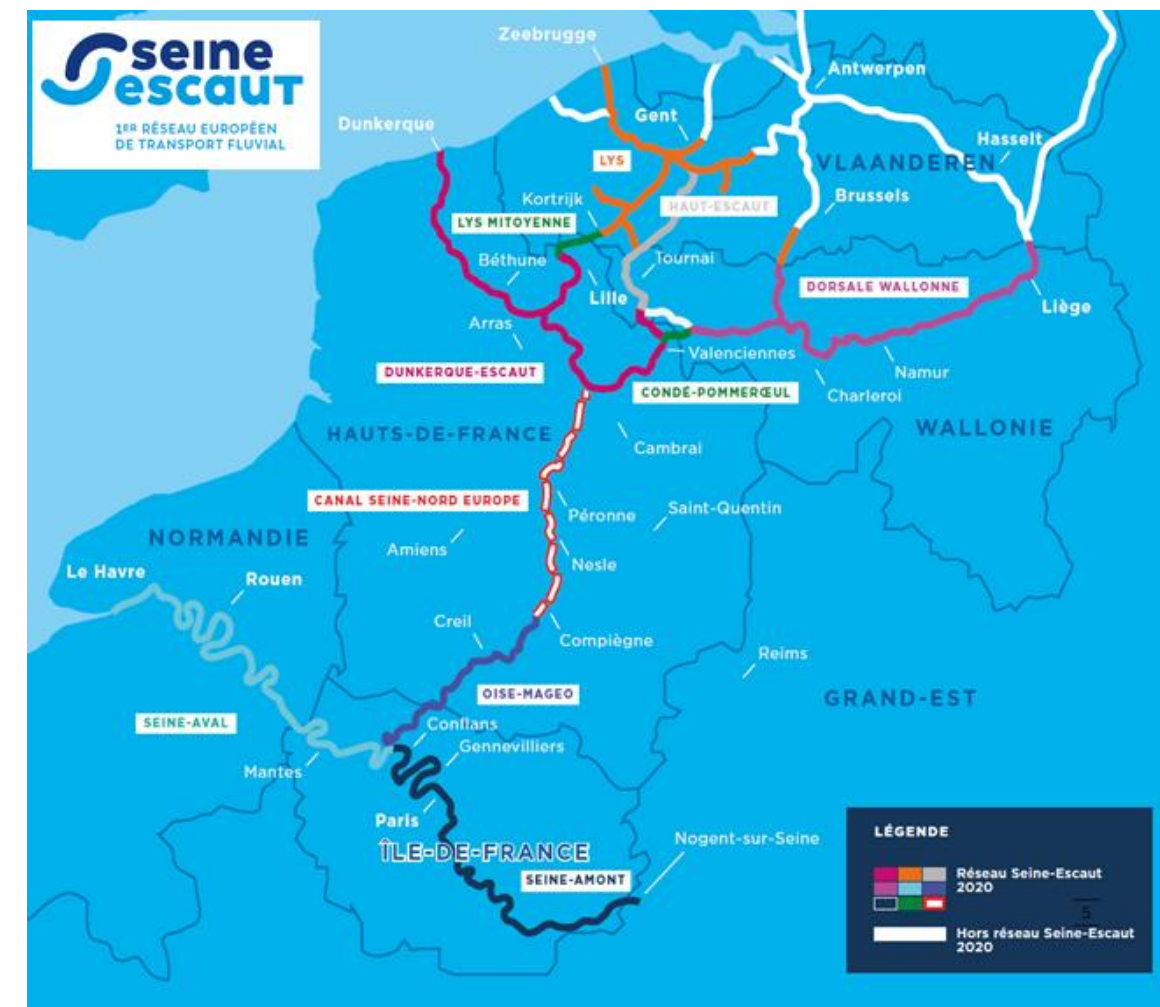 seine
escaut
1ER RÉSEAU EUROPÉEN
DE TRANSPORT FLUVIAL
Zeebrugge
Antwerpen
Dunkerque
Gent
Hasselt
LYS
VLAANDEREN
Kortrijk
HAUT-ESCAUT
Brussels
LYS MITOYENNE
Béthune
Tournai
DORSALE WALLONNE
Lille
Liège
Arras
Valenciennes
DUNKERQUE-ESCAUT
Namur
CONDÉ-POMMERŒUL
Charleroi
HAUTS-DE-FRANCE
WALLONIE
Cambrai
CANAL SEINE-NORD EUROPE
Péronne
Saint-Quentin
NORMANDIE
Amiens
Nesle
Le Havre
Rouen
Creil
Compiègne
Reims
OISE-MAGEO
GRAND-EST
SEINE-AVAL
Conflans
Gennevilliers
Mantes
Paris
Nogent-sur-Seine
ÎLE-DE-FRANCE
SEINE-AMONT
LÉGENDE
Réseau Seine-Escaut
2020
5
Hors réseau Seine-Escaut
2020